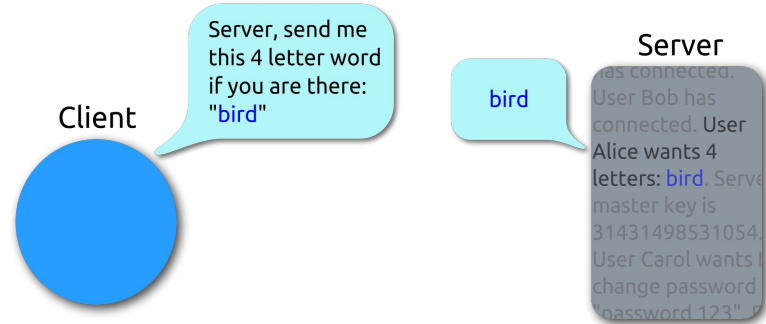 Server, send me
this 4 letter word
if you are there:
"bird"
Client
bird
Server
has connected.
User Bob has
connected. User
Alice wants 4
letters: bird. Serve
master key is
31431498531054.
User Carol wants t
change password
"password 123".